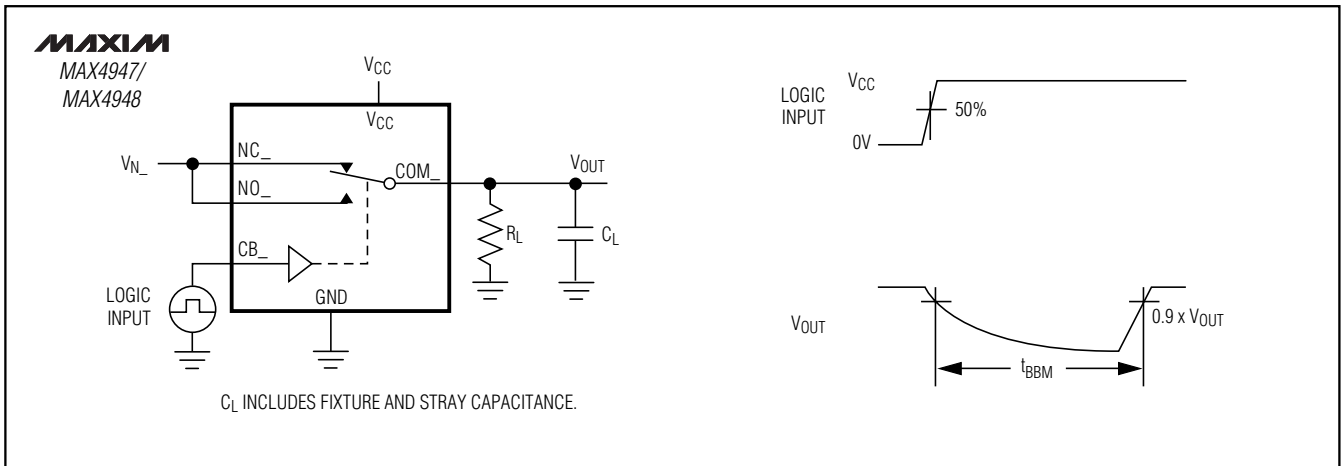 MAXIM
MAX4947/
MAX4948
VCC
VCC
VN_
NC_
NO_
COM_
VOUT
CB_
RL
CL
LOGIC
INPUT
GND
CL INCLUDES FIXTURE AND STRAY CAPACITANCE.
LOGIC
INPUT
VCC
50%
0V
VOUT
0.9 x VOUT
tBBM